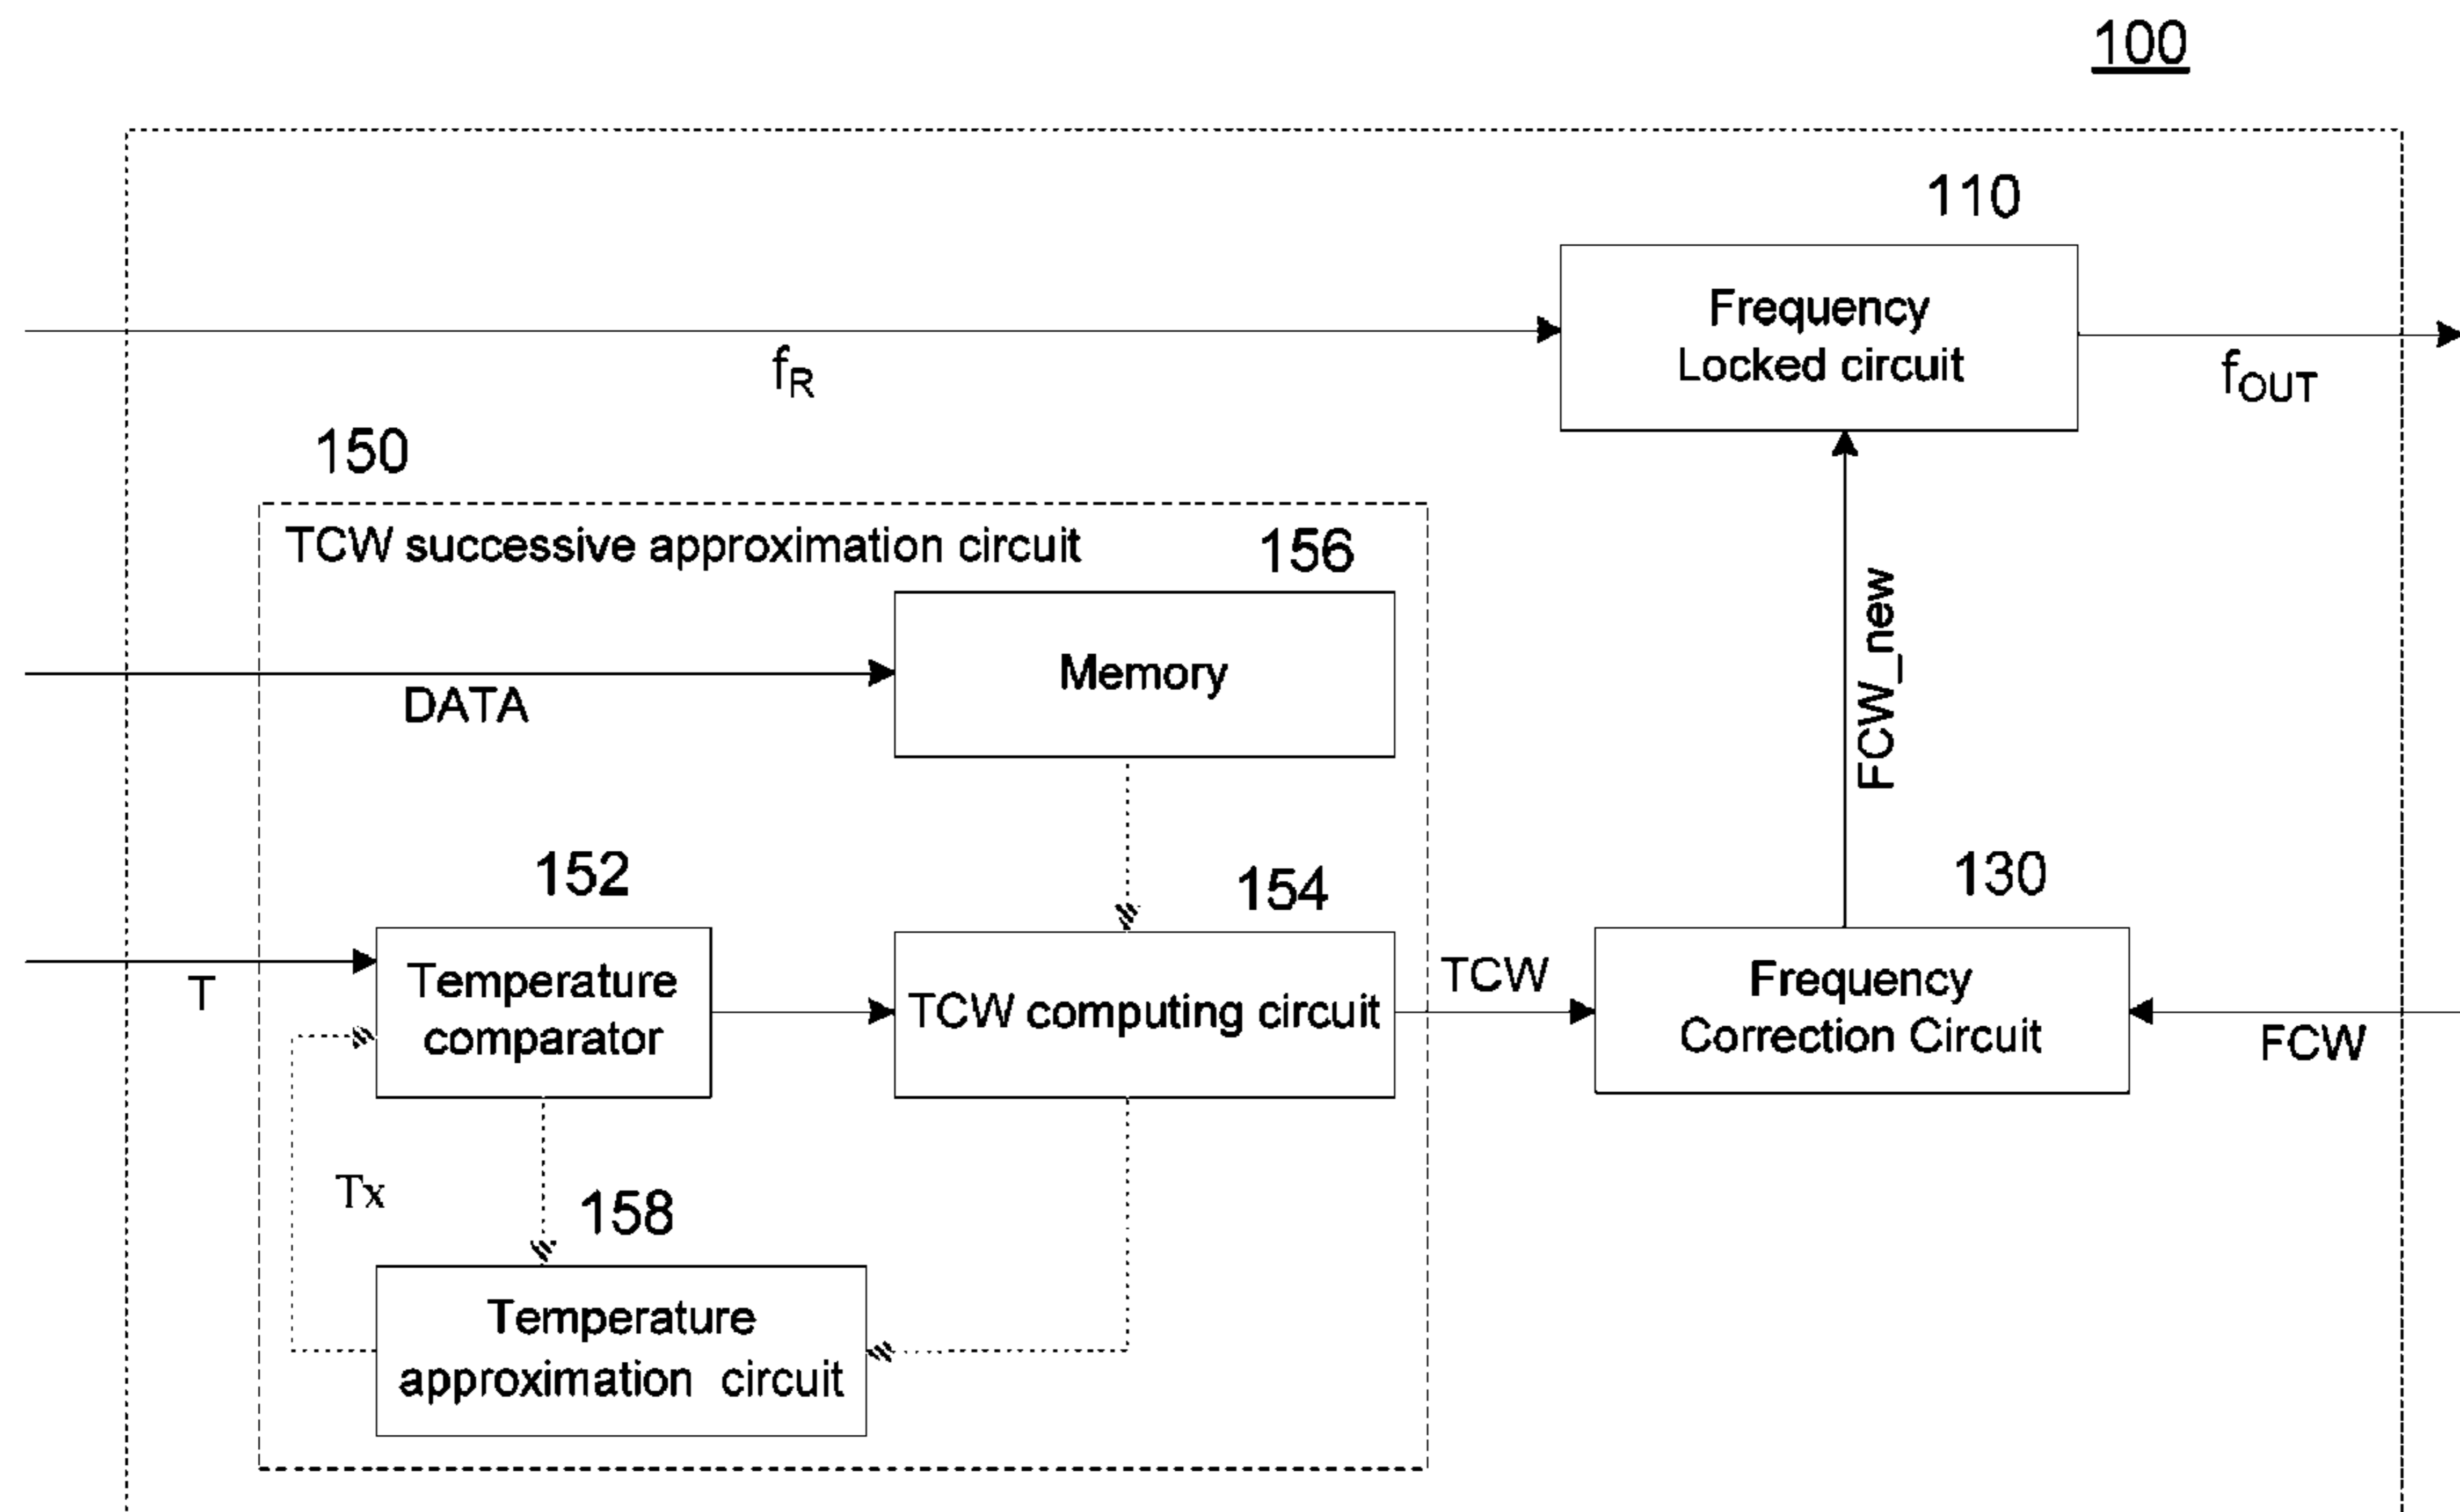 100
110
Frequency
Locked circuit
fR
fOUT
150
TCW successive approximation circuit
156
Memory
DATA
FCW_new
152
154
130
T
Temperature
comparator
TCW computing circuit
TCW
Frequency
Correction Circuit
FCW
Tx
158
Temperature
approximation circuit